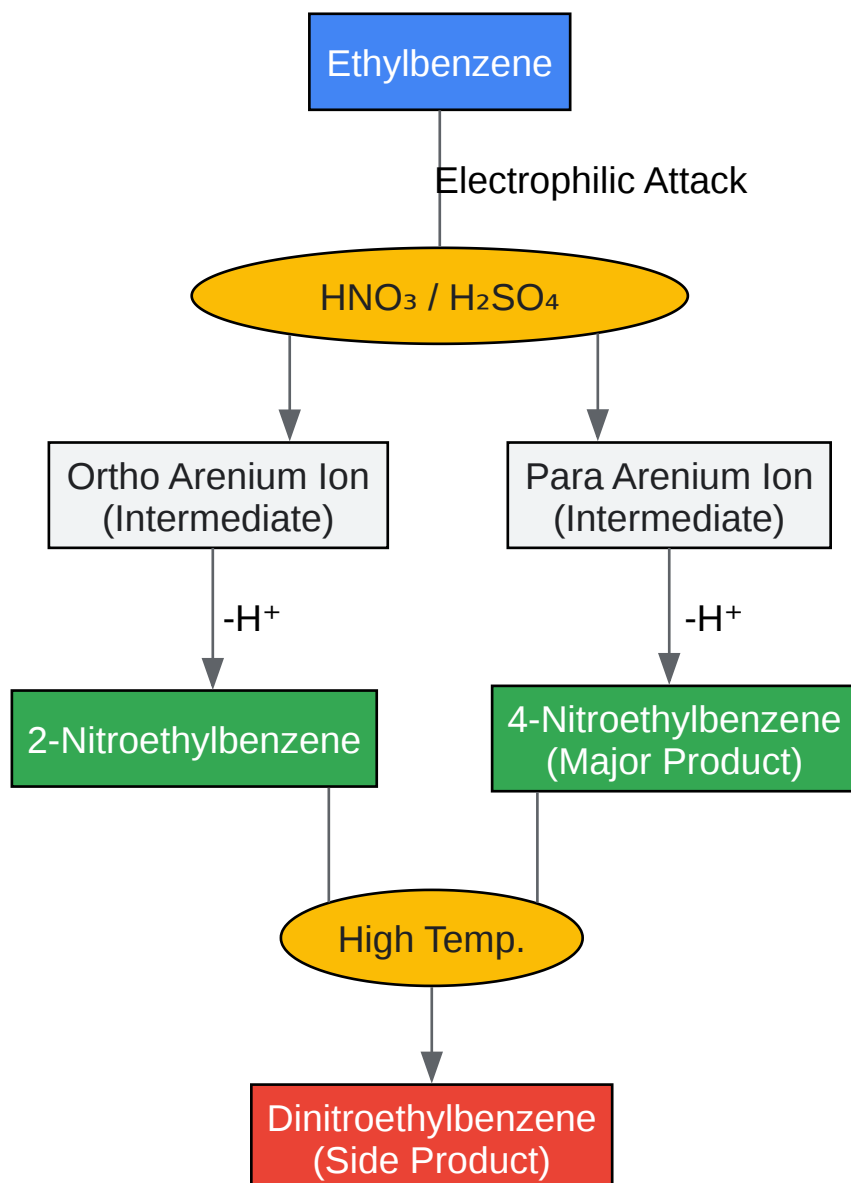 Ethylbenzene
Electrophilic Attack
HNO₃ / H₂SO₄
Ortho Arenium Ion
(Intermediate)
Para Arenium Ion
(Intermediate)
-H⁺
-H⁺
2-Nitroethylbenzene
4-Nitroethylbenzene
(Major Product)
High Temp.
Dinitroethylbenzene
(Side Product)